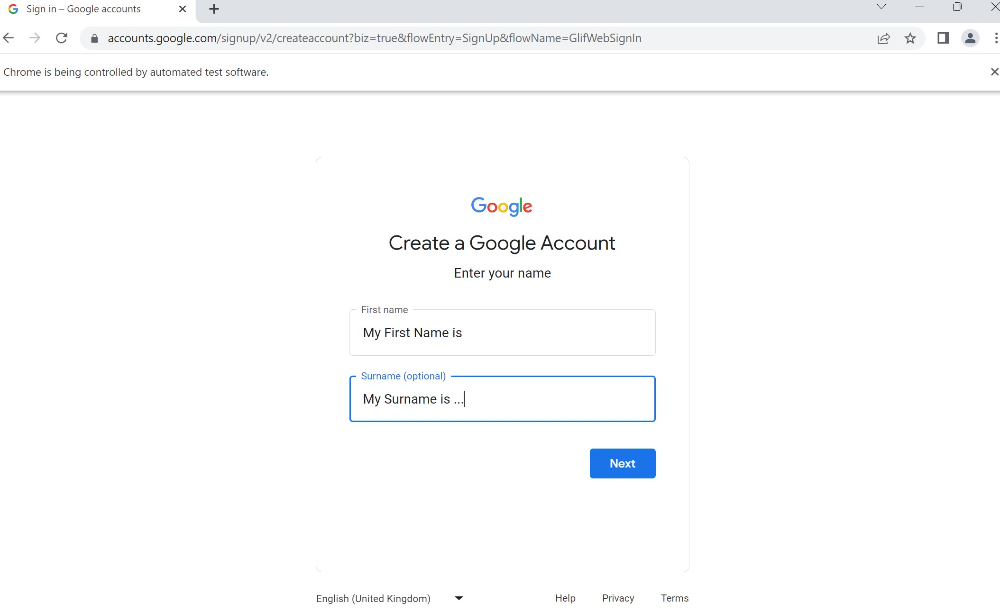 Sign in – Google accounts
accounts.google.com/signup/v2/createaccount?biz=true&flowEntry=SignUp&flowName=GlifWebSignIn
Chrome is being controlled by automated test software.
Google
Create a Google Account
Enter your name
First name
My First Name is
Surname (optional)
My Surname is ...
Next
English (United Kingdom)
Help
Privacy
Terms